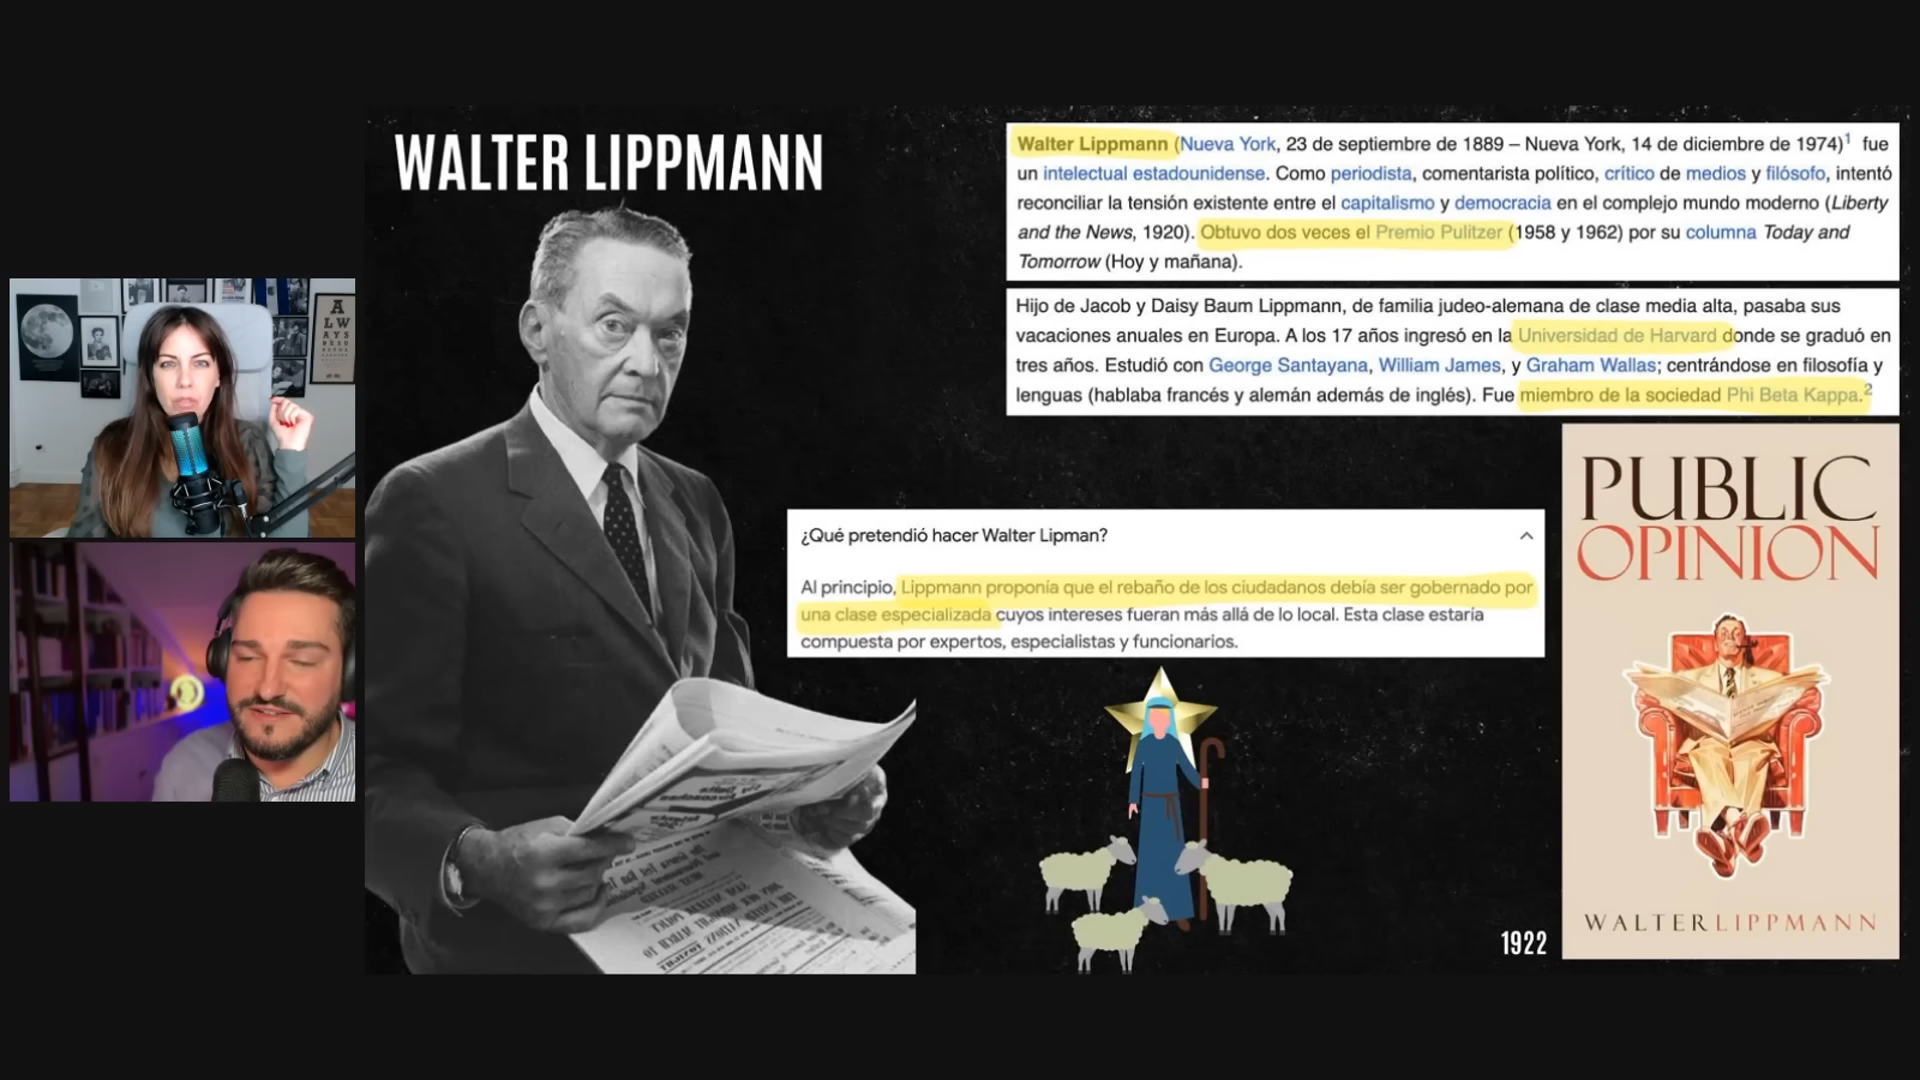 WALTER LIPPMANN
Walter Lippmann (Nueva York, 23 de septiembre de 1889 – Nueva York, 14 de diciembre de 1974)1 fue
un intelectual estadounidense. Como periodista, comentarista político, crítico de medios y filósofo, intentó
reconciliar la tensión existente entre el capitalismo y democracia en el complejo mundo moderno (Liberty
and the News, 1920). Obtuvo dos veces el Premio Pulitzer (1958 y 1962) por su columna Today and
Tomorrow (Hoy y mañana).
Hijo de Jacob y Daisy Baum Lippmann, de familia judeo-alemana de clase media alta, pasaba sus
vacaciones anuales en Europa. A los 17 años ingresó en la Universidad de Harvard donde se graduó en
tres años. Estudió con George Santayana, William James, y Graham Wallas; centrándose en filosofía y
lenguas (hablaba francés y alemán además de inglés). Fue miembro de la sociedad Phi Beta Kappa.2
¿Qué pretendió hacer Walter Lipman?
Al principio, Lippmann proponía que el rebaño de los ciudadanos debía ser gobernado por
una clase especializada cuyos intereses fueran más allá de lo local. Esta clase estaría
compuesta por expertos, especialistas y funcionarios.
PUBLIC
OPINION
WALTER LIPPMANN
1922
A
L W
A Y S